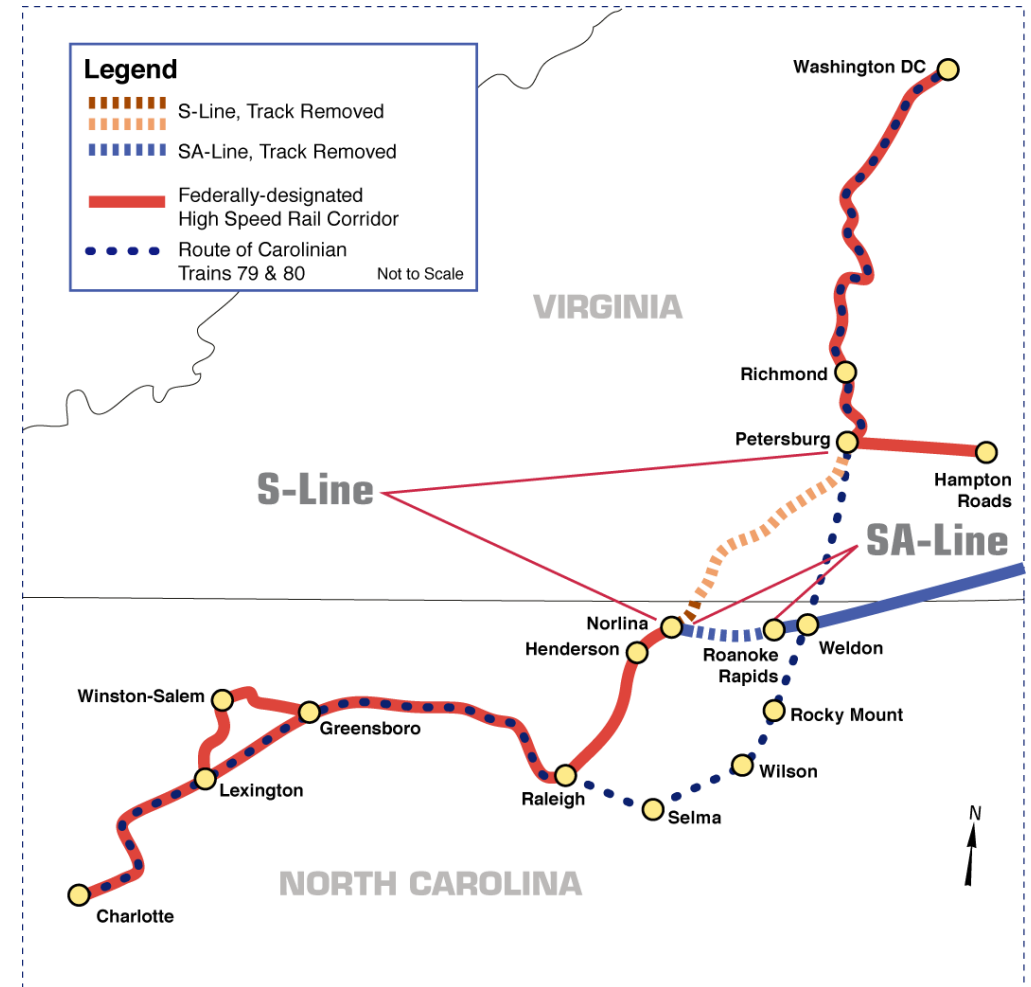 Legend
S-Line, Track Removed
SA-Line, Track Removed
Federally-designated
High Speed Rail Corridor
Route of Carolinian
Trains 79 & 80
Not to Scale
Washington DC
VIRGINIA
Richmond
Petersburg
Hampton
Roads
S-Line
SA-Line
Norlina
Henderson
Roanoke
Rapids
Weldon
Winston-Salem
Greensboro
Rocky Mount
Lexington
Raleigh
Wilson
Selma
N
NORTH CAROLINA
Charlotte